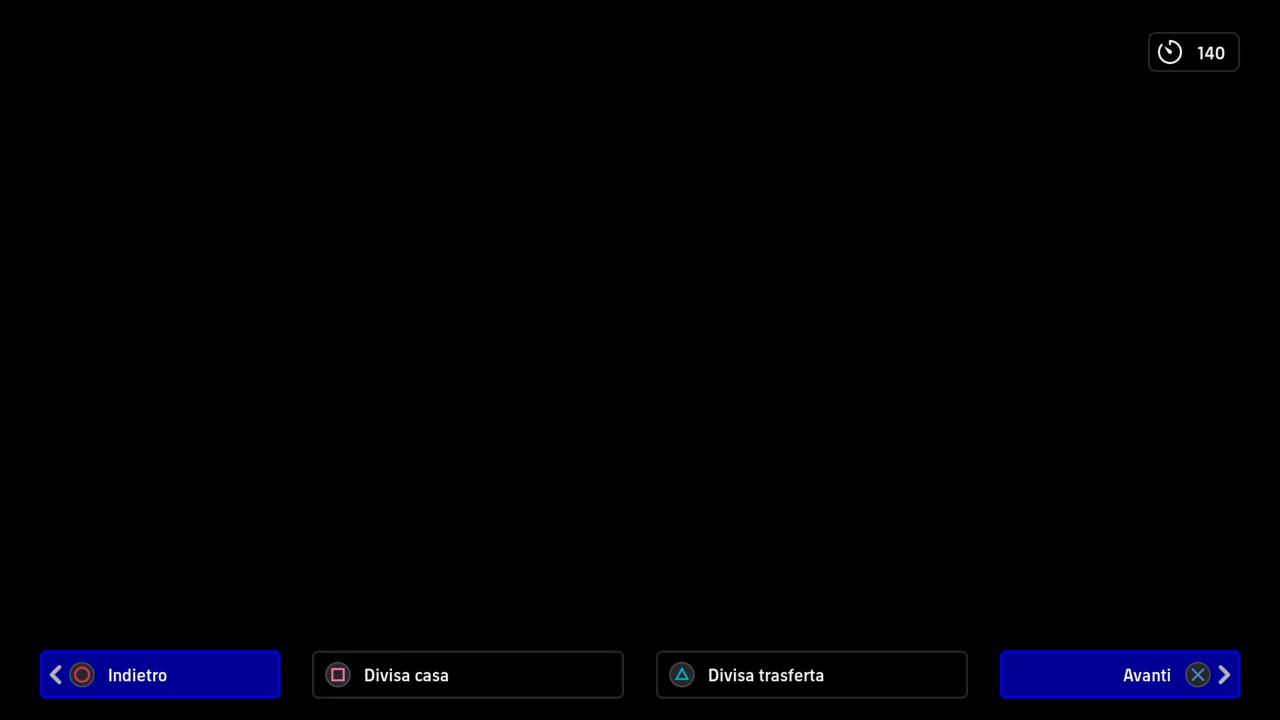 140
Indietro
Divisa casa
Divisa trasferta
Avanti